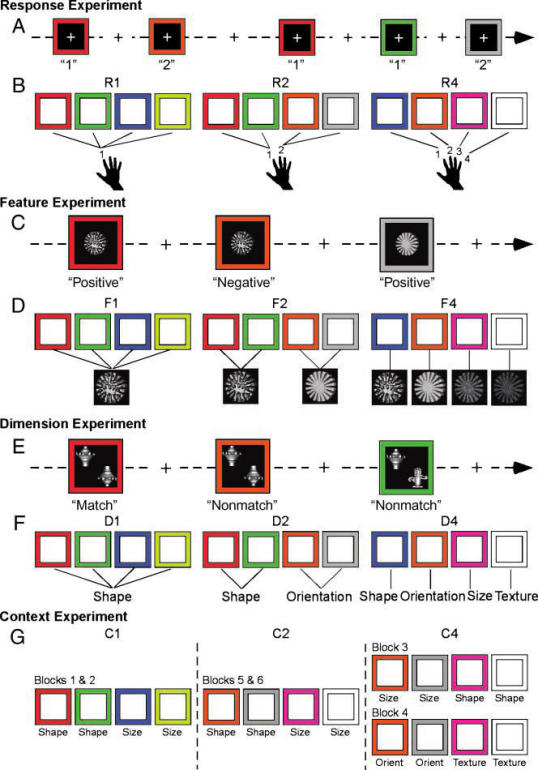 Response Experiment
A
+ + + + + + + + +
“1” “2” “1” “1” “2”
B R1 R2 R4
1 1 2 1 2 3 4
Feature Experiment
C
+ + +
“Positive” “Negative” “Positive”
D F1 F2 F4
Dimension Experiment
E
+ + +
“Match” “Nonmatch” “Nonmatch”
F D1 D2 D4
Shape Shape Orientation Shape Orientation Size Texture
Context Experiment
G C1 C2 C4
Block 3
Blocks 1 & 2 Blocks 5 & 6
Size Size Shape Shape
Block 4
Shape Shape Size Size Shape Shape Size Size
Orient Orient Texture Texture